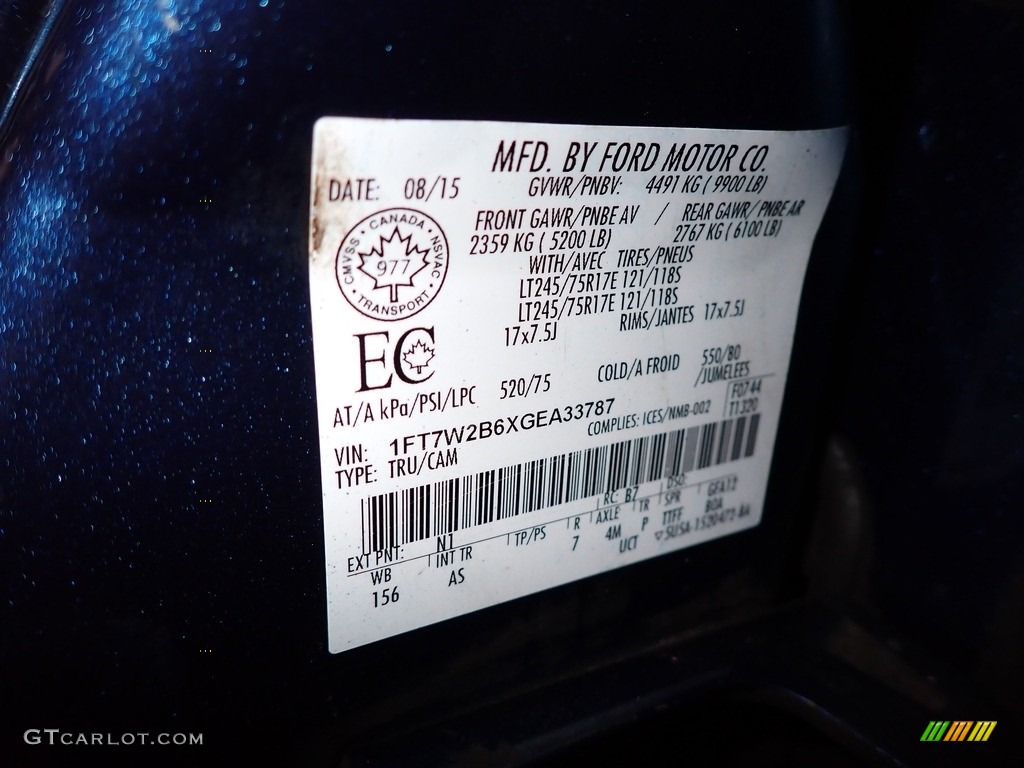 MFD. BY FORD MOTOR CO.
DATE: 08/15
GVWR/PNBV: 4491 KG ( 9900 LB)
FRONT GAWR/PNBE AV / REAR GAWR/PNBE AR
2359 KG ( 5200 LB) 2767 KG ( 6100 LB)
WITH/AVEC TIRES/PNEUS
LT245/75R17E 121/118S
LT245/75R17E 121/118S
17x7.5J RIMS/JANTES 17x7.5J
CMVSS • CANADA • NSVAC • TRANSPORT •
977
EC
AT/A kPa/PSI/LPC 520/75 COLD/A FROID 550/80
/JUMELEES
VIN: 1FT7W2B6XGEA33787
COMPLIES: ICES/NMB-002
F0744
T1320
TYPE: TRU/CAM
EXT PNT: N1 RC: B7 DSO:
WB INT TR TP/PS R AXLE TR SPR GFA12
156 AS 7 4M P TTFF BOA
UCT
GTCARLOT.COM